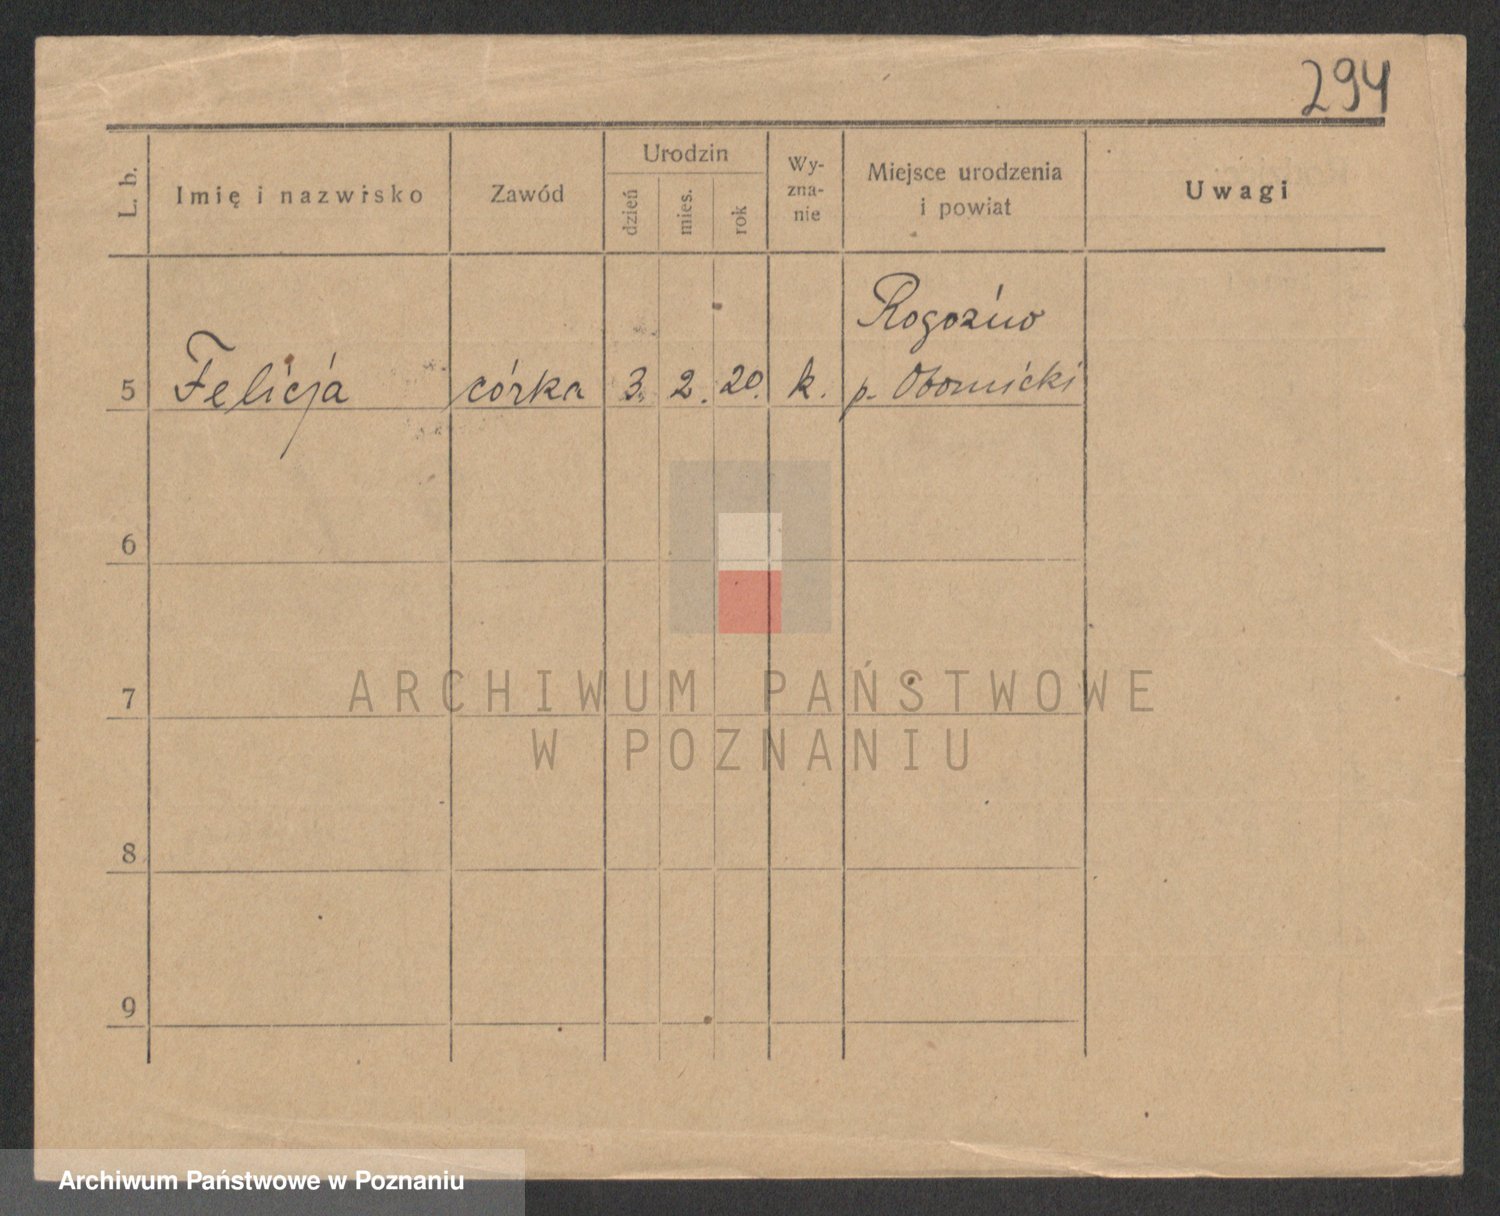 294
L. b.
Imię i nazwisko
Zawód
Urodzin
dzień
mies.
rok
Wy-
zna-
nie
Miejsce urodzenia
i powiat
Uwagi
Rogoźno
5 Felicja córka 3. 2. 20. k. p. Obornicki
6
7
8
9
ARCHIWUM PAŃSTWOWE
W POZNANIU
Archiwum Państwowe w Poznaniu